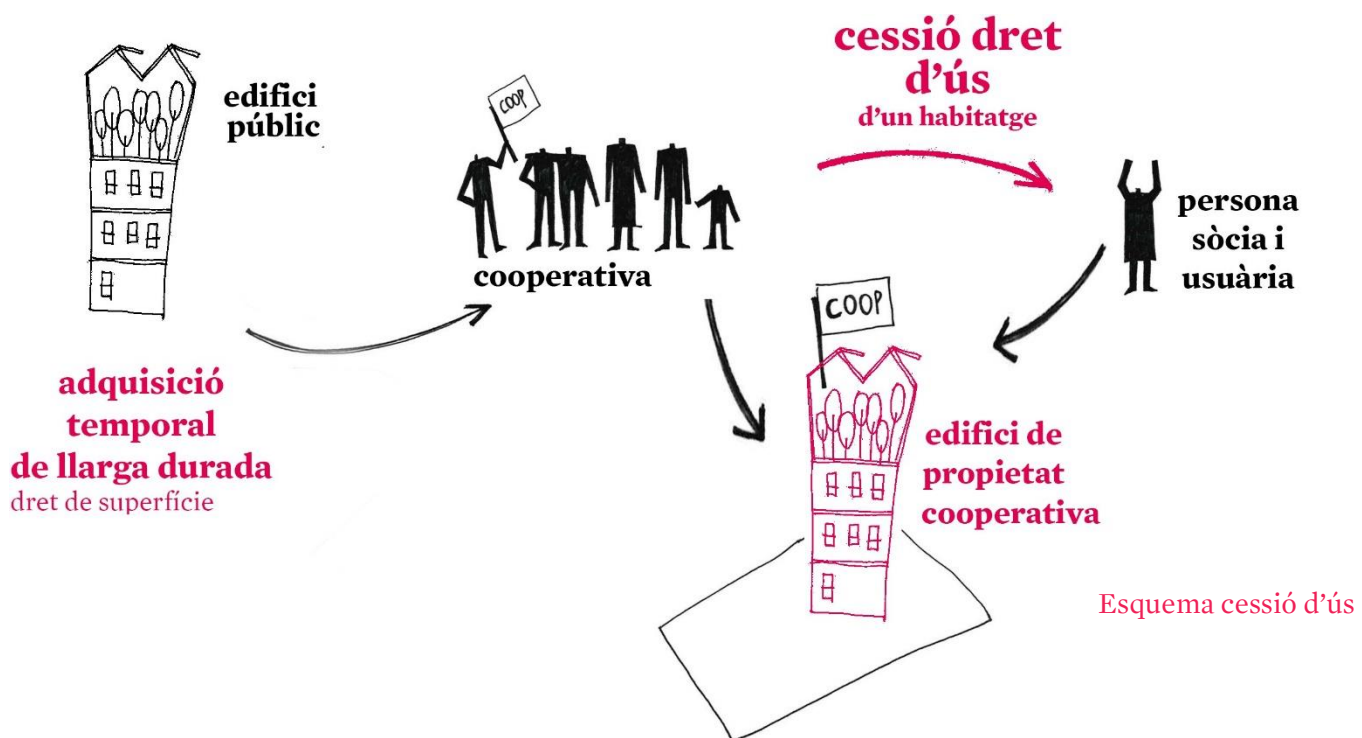 edifici
públic
COOP
cooperativa
cessió dret
d'ús
d'un habitatge
persona
sòcia i
usuària
adquisició
temporal
de llarga durada
dret de superfície
COOP
edifici de
propietat
cooperativa
Esquema cessió d'ús